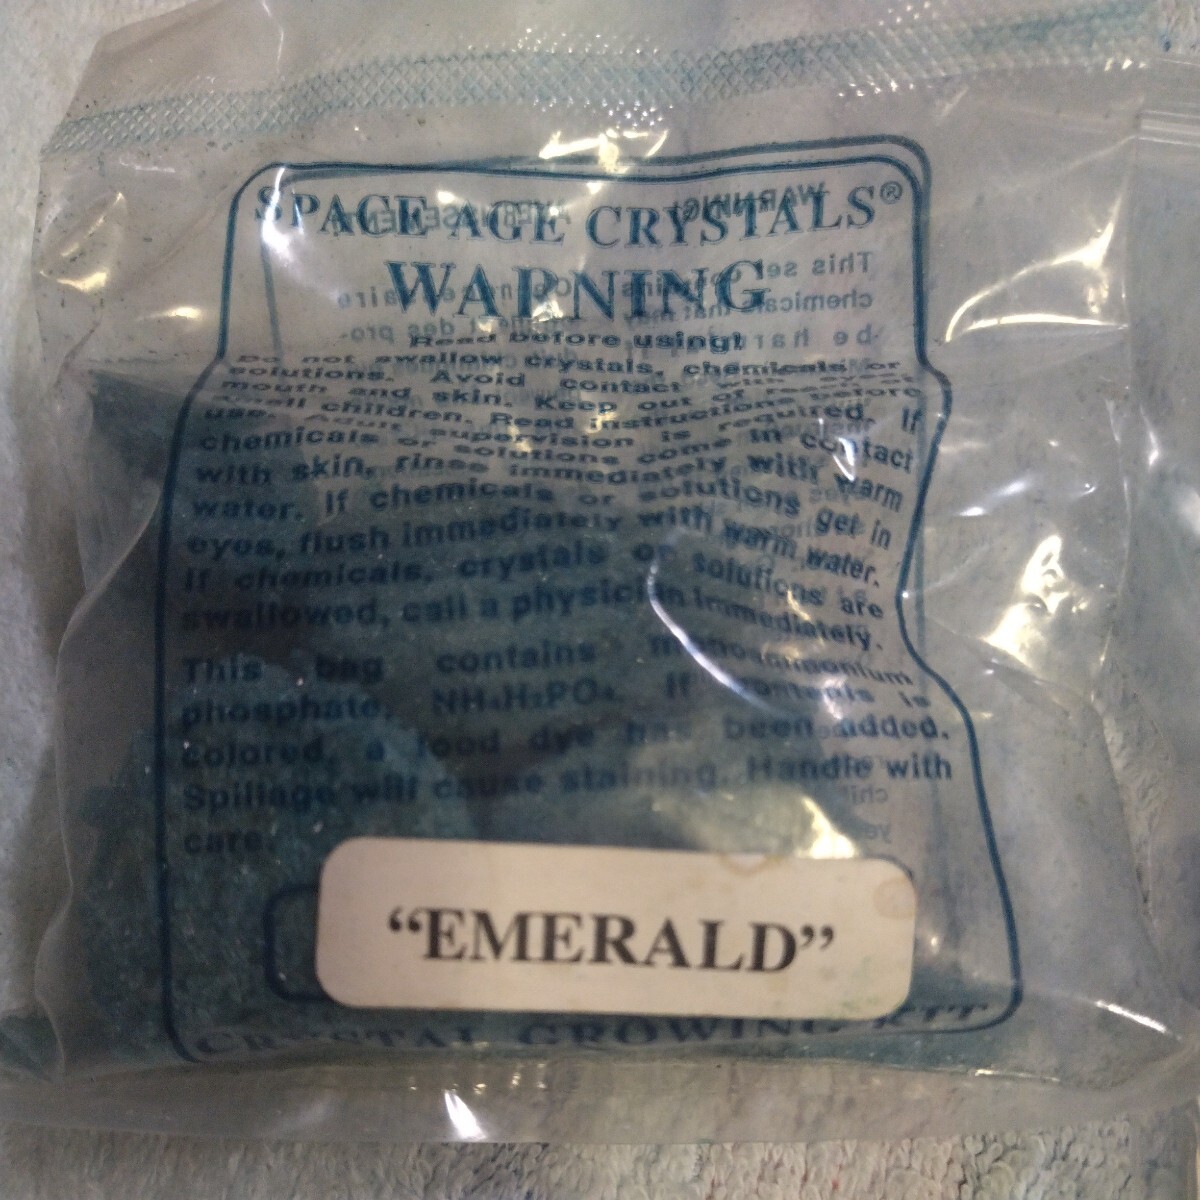 SPACE AGE CRYSTALS®
WARNING
Read before using!
Do not swallow crystals, chemicals or
solutions. Avoid contact with eyes,
mouth and skin. Keep out of reach of
small children. Read instructions before
use. Adult supervision is required. If
chemicals or solutions come in contact
with skin, rinse immediately with warm
water. If chemicals or solutions get in
eyes, flush immediately with warm water.
If chemicals, crystals or solutions are
swallowed, call a physician immediately.
This bag contains monoammonium
phosphate, NH₄H₂PO₄. If contents is
colored, a food dye has been added.
Spillage will cause staining. Handle with
care.
“EMERALD”
CRYSTAL GROWING KIT